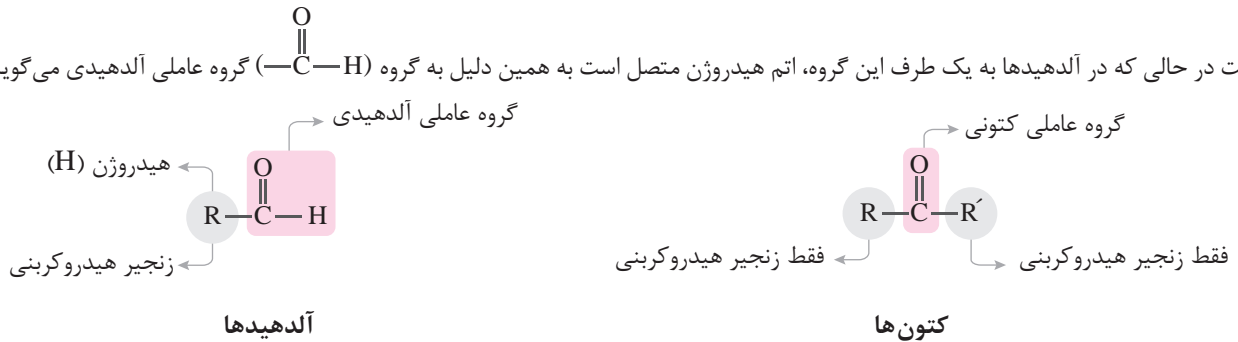 O
ت در حالی که در آلدهیدها به یک طرف این گروه، اتم هیدروژن متصل است به همین دلیل به گروه (—C—H) گروه عاملی آلدهیدی می‌گوی
گروه عاملی کتونی
گروه عاملی آلدهیدی
هیدروژن (H)
O
R—C—R´
O
R—C—H
فقط زنجیر هیدروکربنی
فقط زنجیر هیدروکربنی
زنجیر هیدروکربنی
کتون‌ها
آلدهیدها